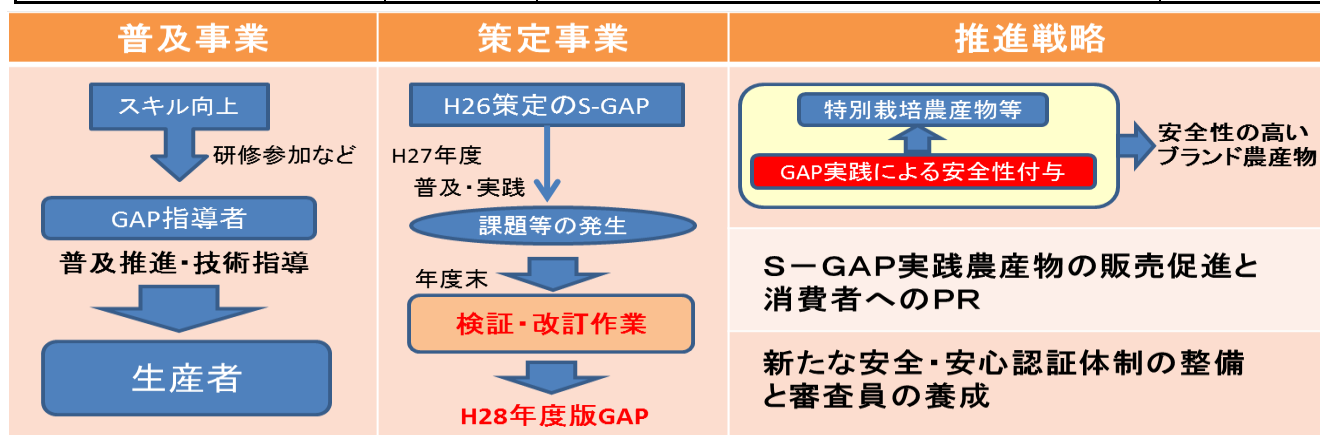 普及事業
スキル向上
研修参加など
GAP指導者
普及推進・技術指導
生産者
策定事業
H26策定のS-GAP
H27年度
普及・実践
課題等の発生
年度末
検証・改訂作業
H28年度版GAP
推進戦略
特別栽培農産物等
GAP実践による安全性付与
安全性の高い
ブランド農産物
S－GAP実践農産物の販売促進と
消費者へのPR
新たな安全・安心認証体制の整備
と審査員の養成